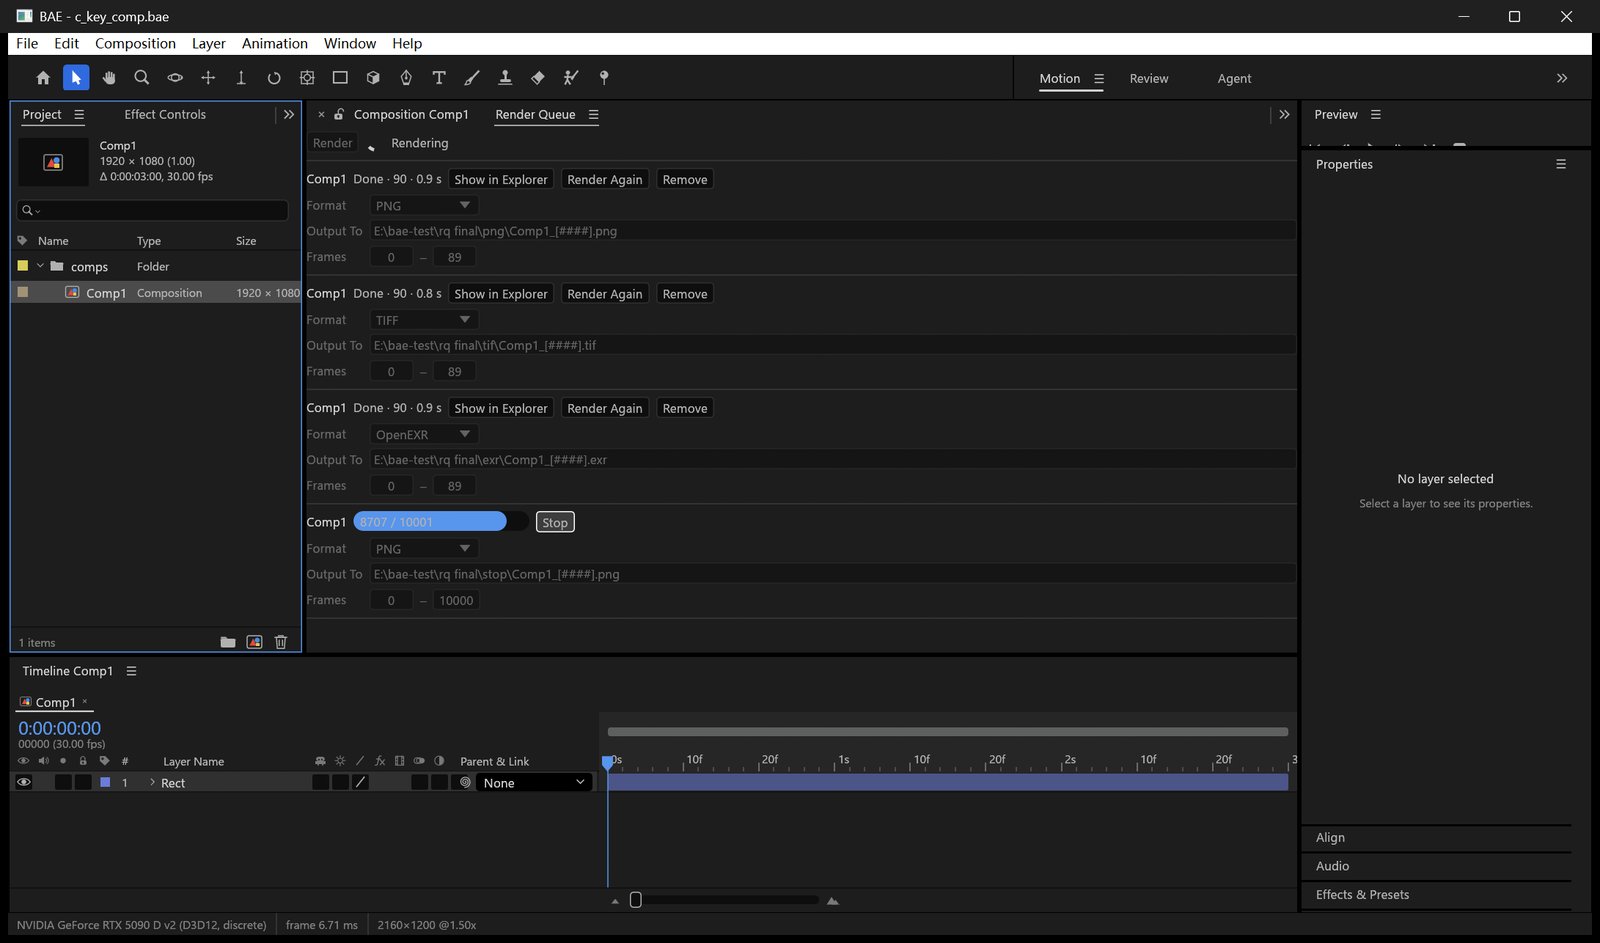 BAE - c_key_comp.bae
File Edit Composition Layer Animation Window Help
Motion Review Agent
Project Effect Controls
Comp1
1920 × 1080 (1.00)
Δ 0:00:03:00, 30.00 fps
Name Type Size
comps Folder
Comp1 Composition 1920 × 1080
1 items
× Composition Comp1 Render Queue
Render Rendering
Comp1 Done · 90 · 0.9 s Show in Explorer Render Again Remove
Format PNG
Output To E:\bae-test\rq final\png\Comp1_[####].png
Frames 0 – 89
Comp1 Done · 90 · 0.8 s Show in Explorer Render Again Remove
Format TIFF
Output To E:\bae-test\rq final\tif\Comp1_[####].tif
Frames 0 – 89
Comp1 Done · 90 · 0.9 s Show in Explorer Render Again Remove
Format OpenEXR
Output To E:\bae-test\rq final\exr\Comp1_[####].exr
Frames 0 – 89
Comp1 8707 / 10001 Stop
Format PNG
Output To E:\bae-test\rq final\stop\Comp1_[####].png
Frames 0 – 10000
Preview
Properties
No layer selected
Select a layer to see its properties.
Align
Audio
Effects & Presets
Timeline Comp1
Comp1 ×
0:00:00:00
00000 (30.00 fps)
# Layer Name fx Parent & Link
1 Rect None
0s 10f 20f 1s 10f 20f 2s 10f 20f 3
NVIDIA GeForce RTX 5090 D v2 (D3D12, discrete) frame 6.71 ms 2160×1200 @1.50x